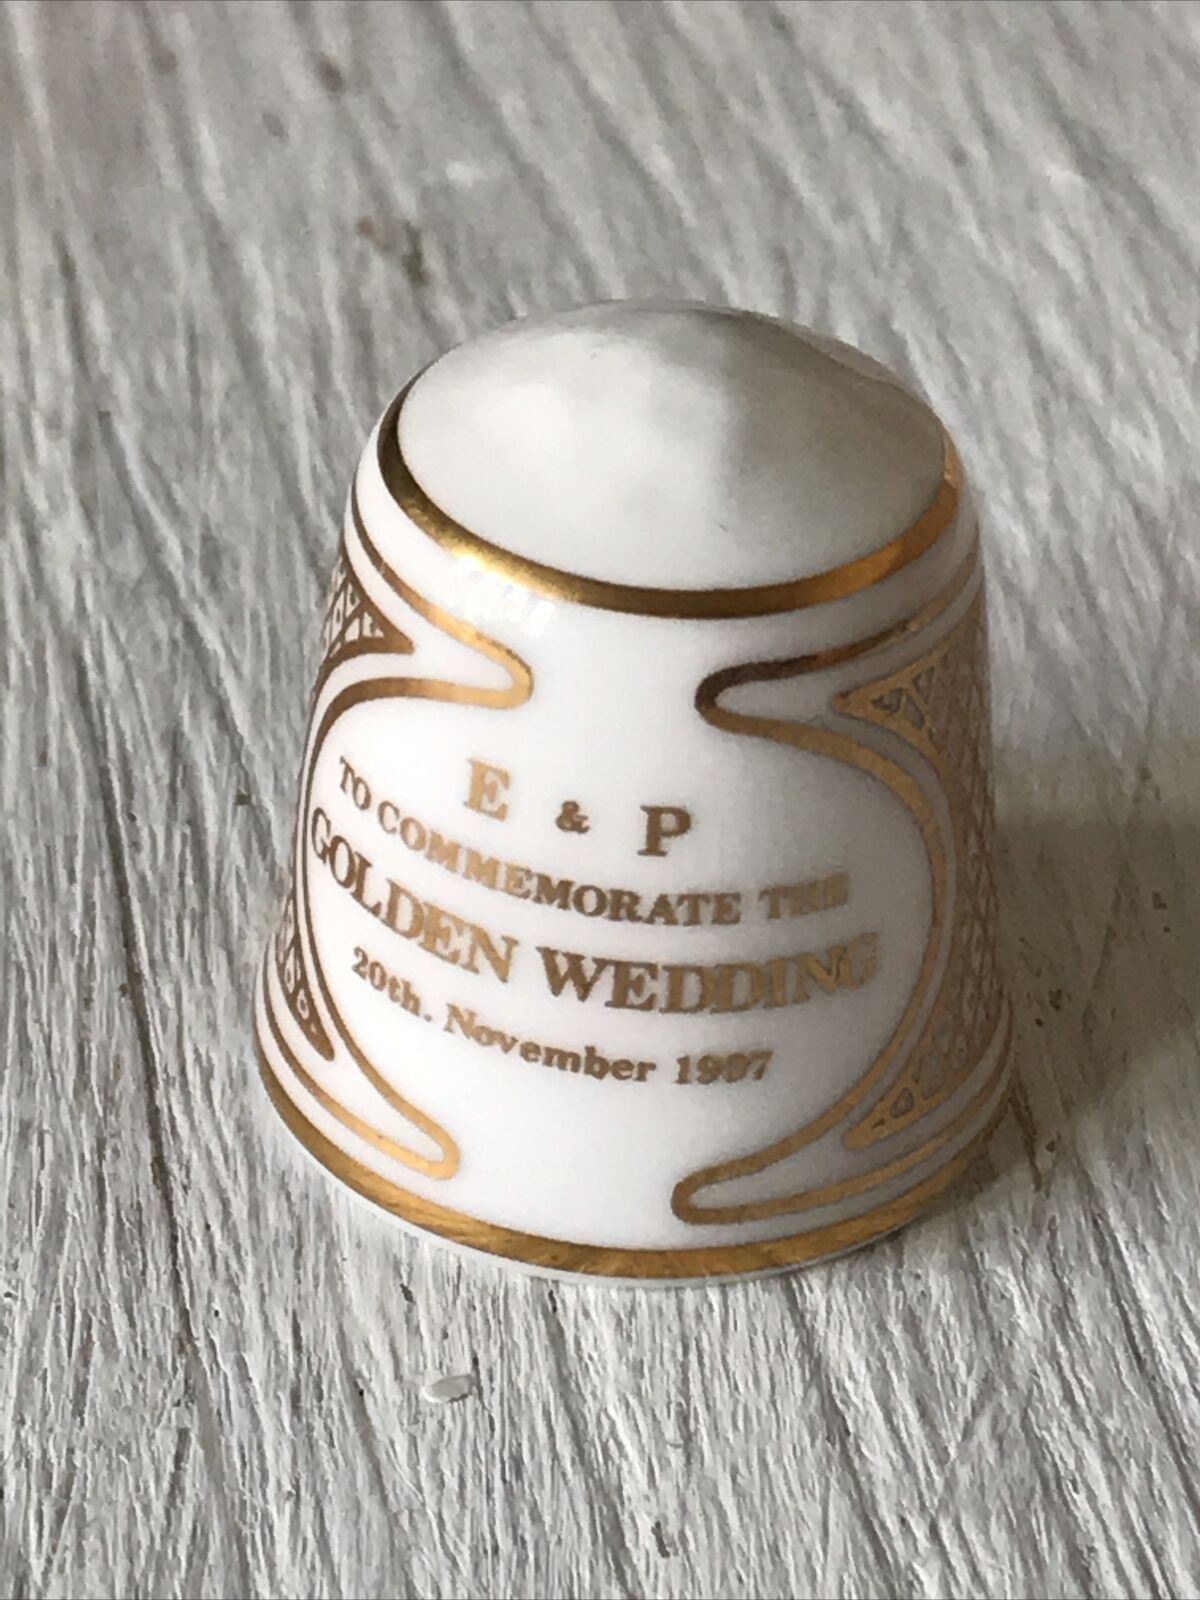 E & P
TO COMMEMORATE THE
GOLDEN WEDDING
20th. November 1997